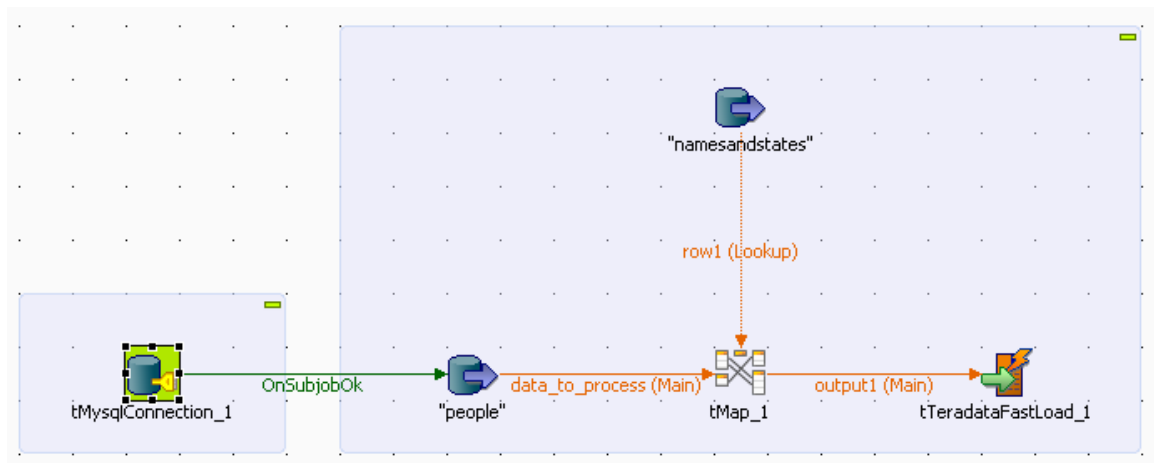 "namesandstates"
row1 (Lookup)
OnSubjobOk
data_to_process (Main)
output1 (Main)
tMysqlConnection_1
"people"
tMap_1
tTeradataFastLoad_1